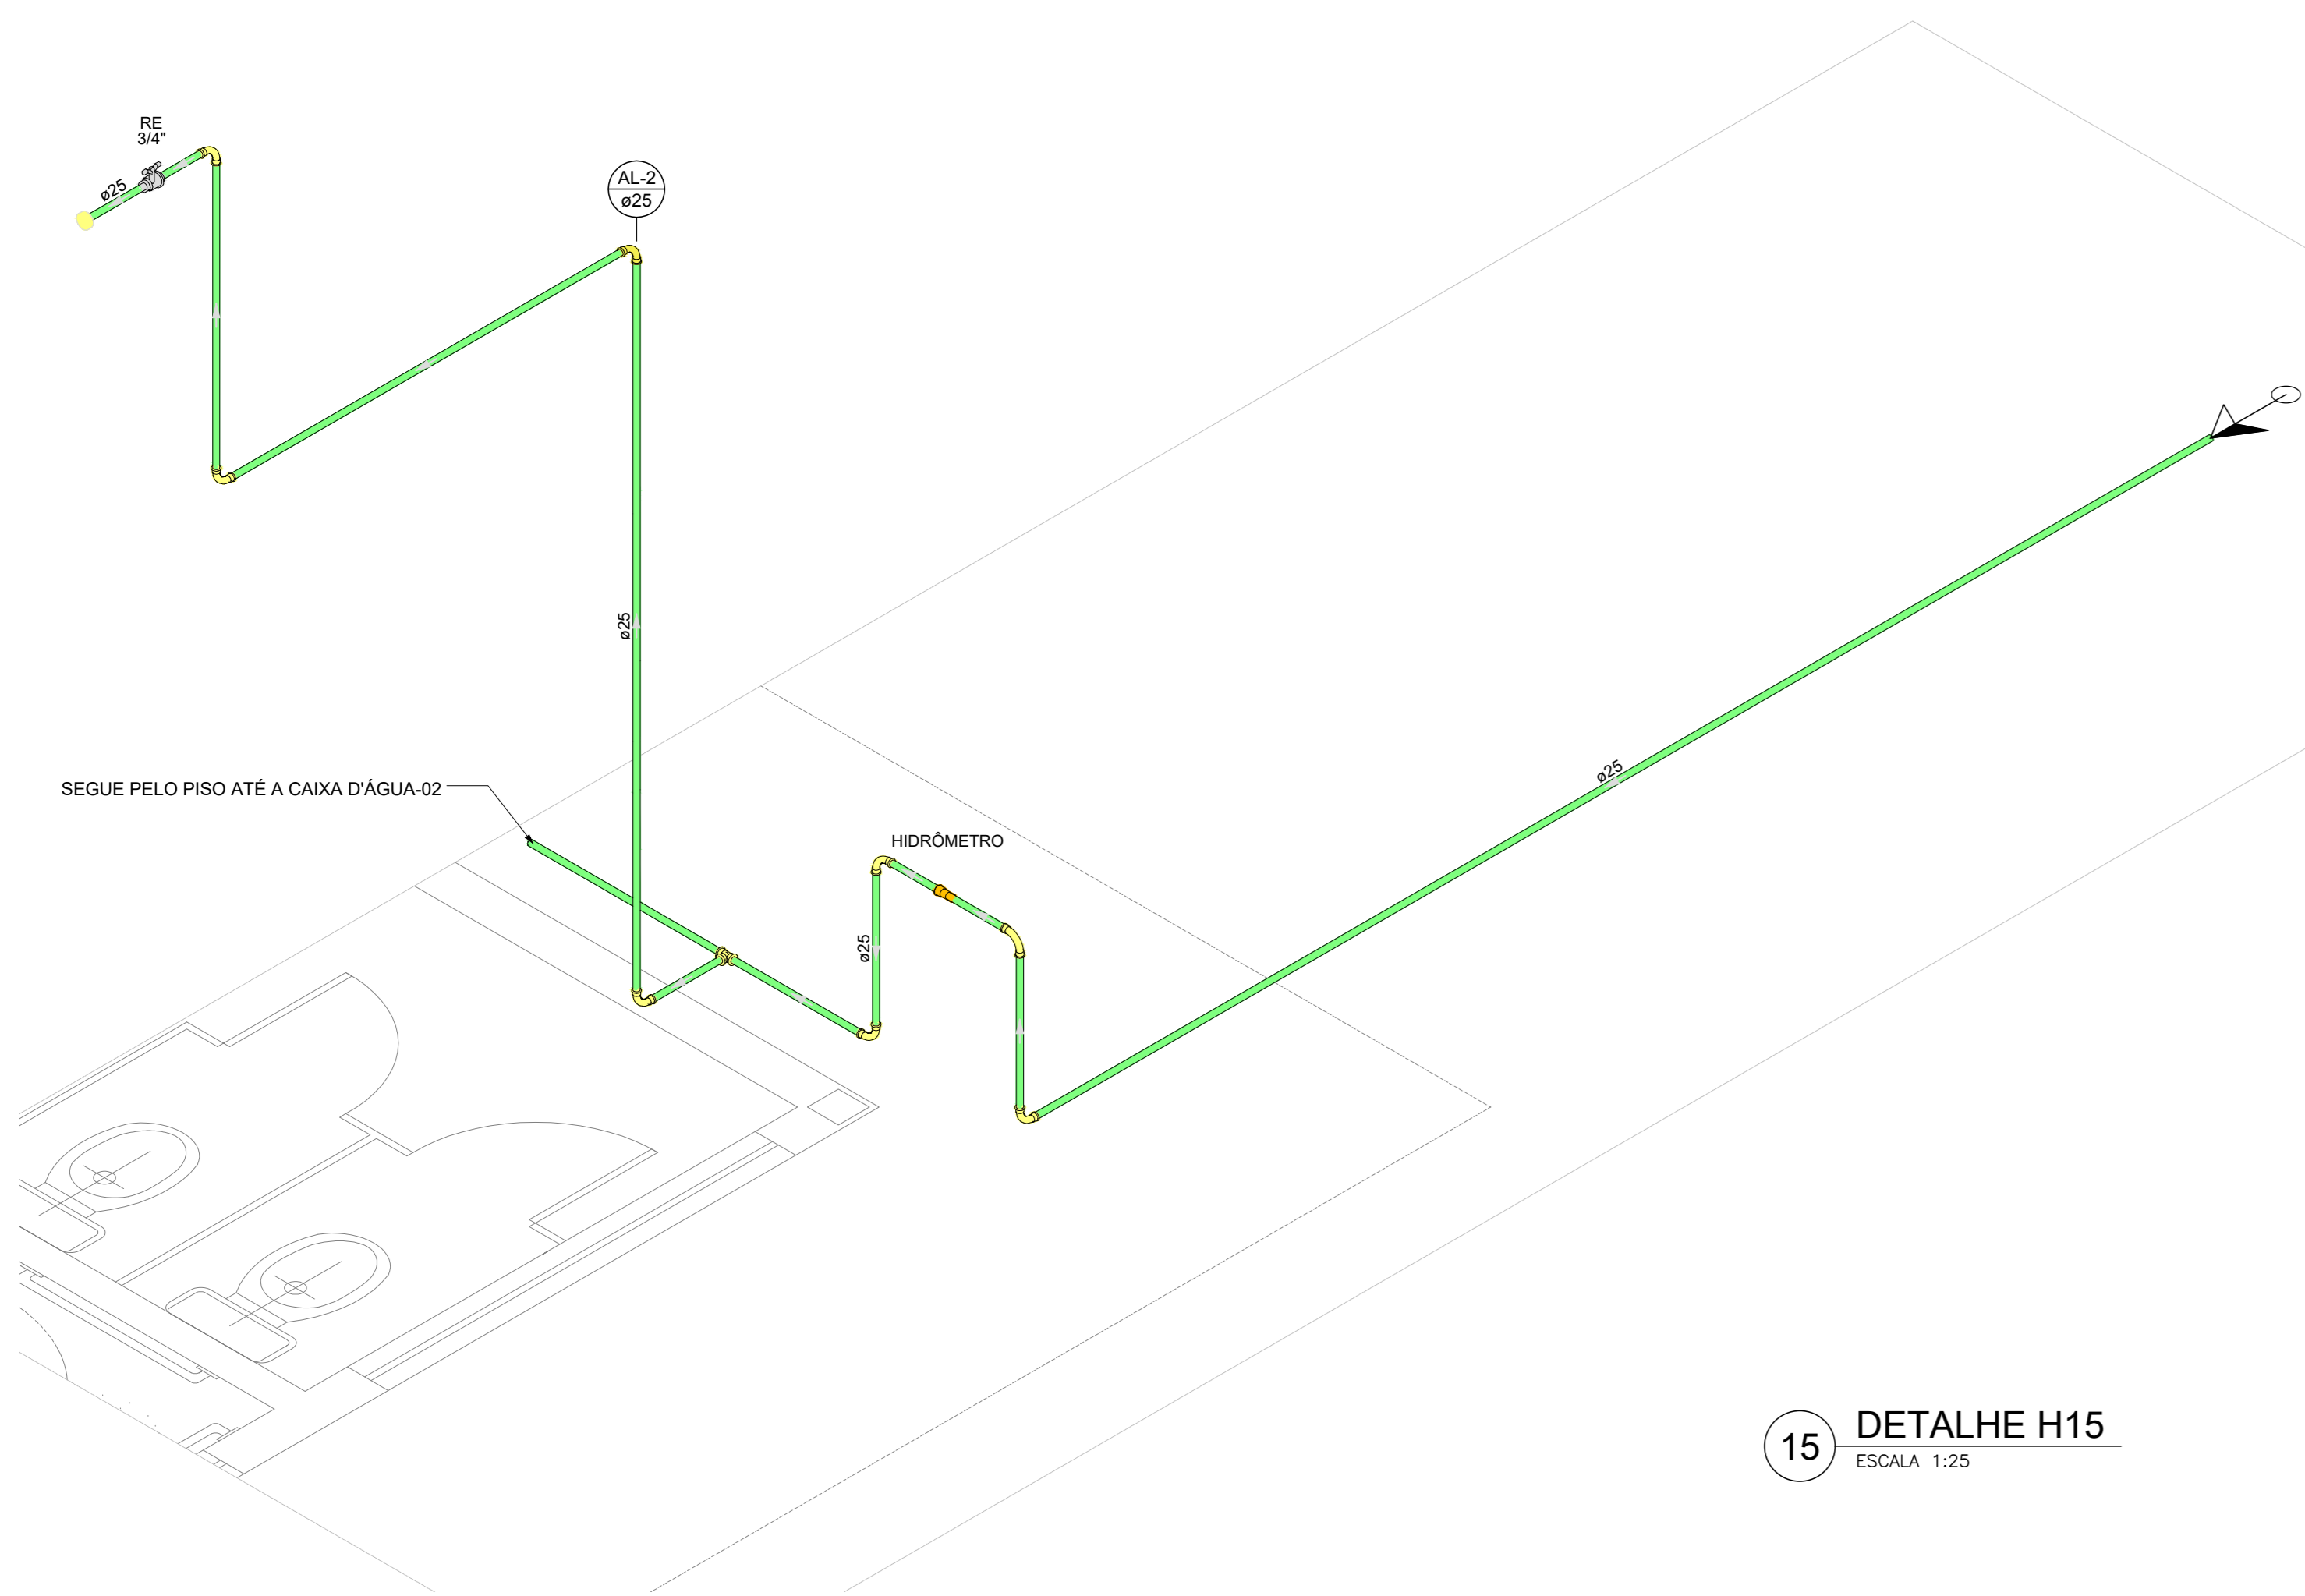 RE
3/4"
ø25
AL-2
ø25
ø25
SEGUE PELO PISO ATÉ A CAIXA D'ÁGUA-02
HIDRÔMETRO
ø25
ø25
15
DETALHE H15
ESCALA 1:25